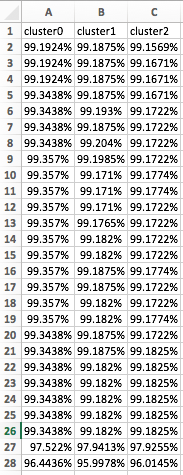 A B C
1 cluster0 cluster1 cluster2
2 99.1924% 99.1875% 99.1569%
3 99.1924% 99.1875% 99.1671%
4 99.1924% 99.1875% 99.1671%
5 99.3438% 99.1875% 99.1671%
6 99.3438% 99.193% 99.1722%
7 99.3438% 99.1875% 99.1722%
8 99.3438% 99.204% 99.1722%
9 99.357% 99.1985% 99.1722%
10 99.357% 99.171% 99.1774%
11 99.357% 99.171% 99.1774%
12 99.357% 99.171% 99.1722%
13 99.357% 99.1765% 99.1722%
14 99.357% 99.182% 99.1722%
15 99.357% 99.182% 99.1722%
16 99.357% 99.1875% 99.1774%
17 99.357% 99.1875% 99.1722%
18 99.357% 99.182% 99.1722%
19 99.357% 99.182% 99.1774%
20 99.3438% 99.1875% 99.1774%
21 99.3438% 99.1875% 99.1825%
22 99.3438% 99.182% 99.1825%
23 99.3438% 99.182% 99.1825%
24 99.3438% 99.182% 99.1825%
25 99.3438% 99.182% 99.1825%
26 99.3438% 99.182% 99.1825%
27 97.522% 97.9413% 97.9255%
28 96.4436% 95.9978% 96.0145%